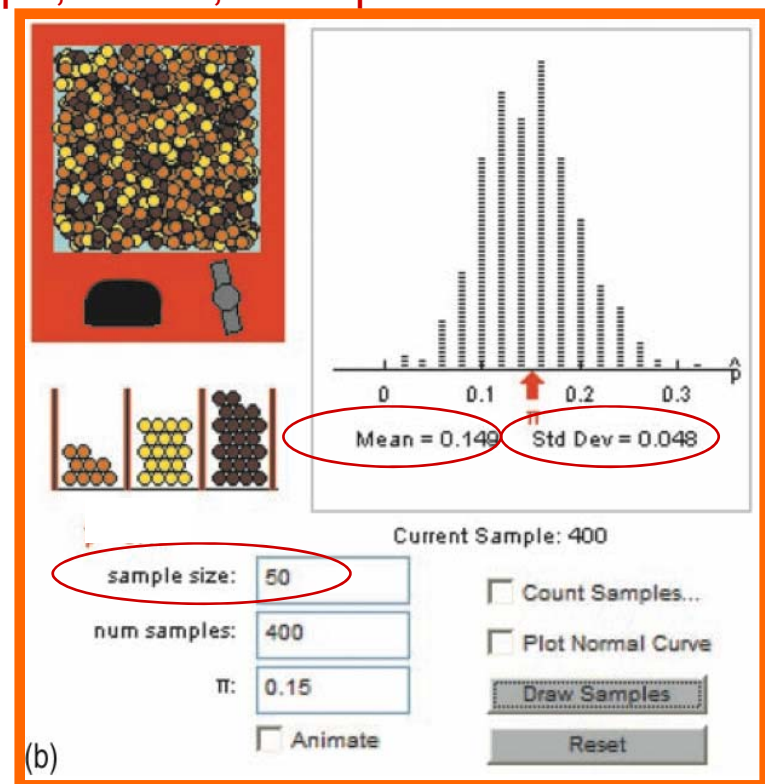 p̂
0 0.1 0.2 0.3
π
Mean = 0.149 Std Dev = 0.048
Current Sample: 400
sample size: 50
Count Samples...
num samples: 400
Plot Normal Curve
π: 0.15
Draw Samples
Animate
Reset
(b)